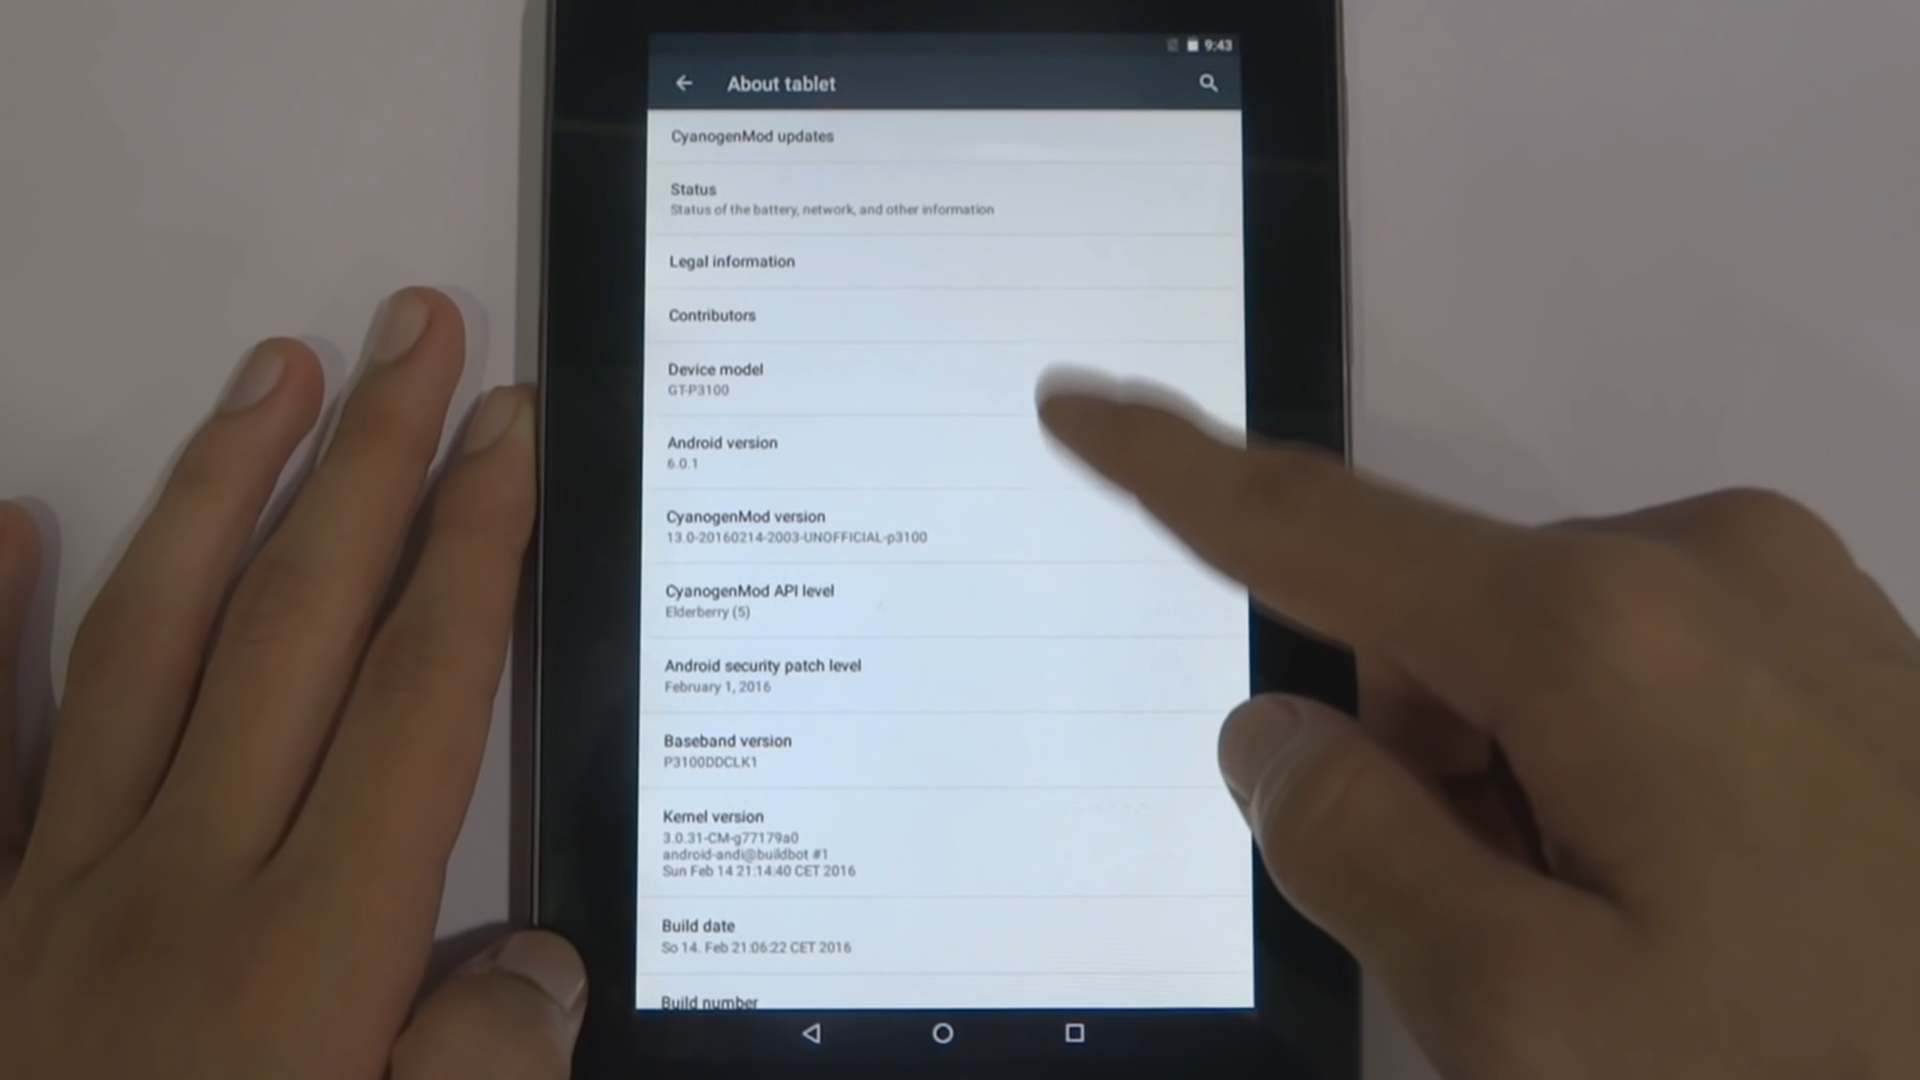 9:43
About tablet
CyanogenMod updates
Status
Status of the battery, network, and other information
Legal information
Contributors
Device model
GT-P3100
Android version
6.0.1
CyanogenMod version
13.0-20160214-2003-UNOFFICIAL-p3100
CyanogenMod API level
Elderberry (5)
Android security patch level
February 1, 2016
Baseband version
P3100DDCLK1
Kernel version
3.0.31-CM-g77179a0
android-andi@buildbot #1
Sun Feb 14 21:14:40 CET 2016
Build date
So 14. Feb 21:06:22 CET 2016
Build number